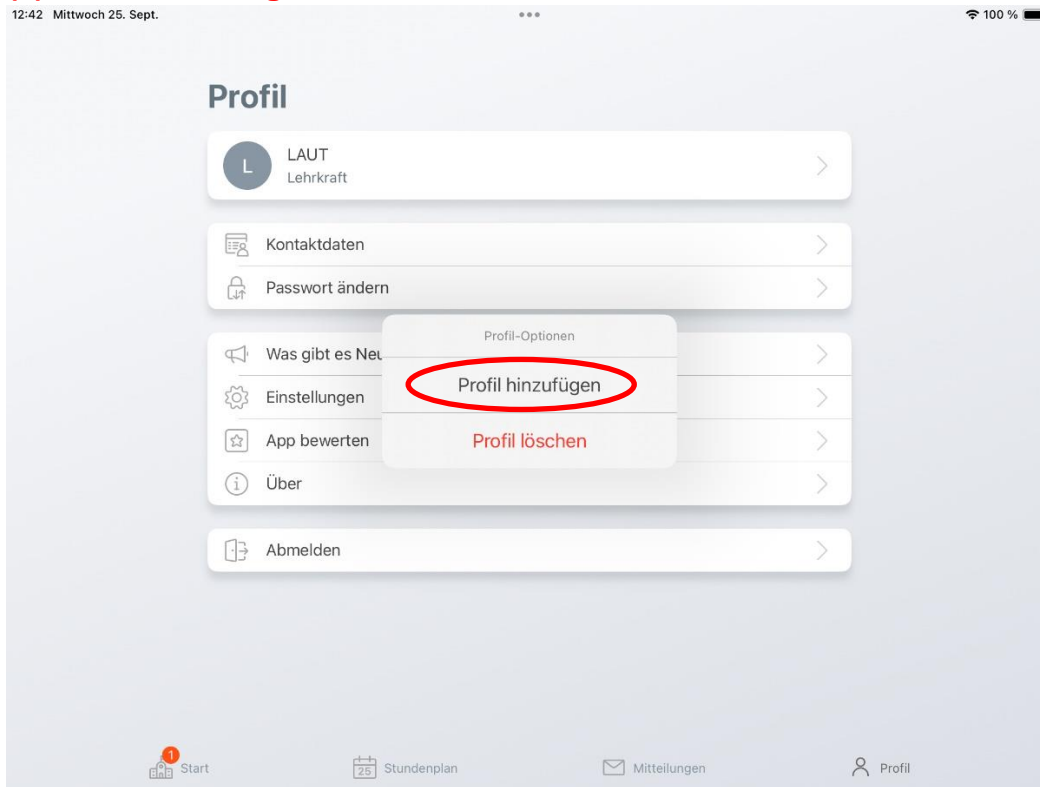 12:42 Mittwoch 25. Sept.
100 %
Profil
L
LAUT
Lehrkraft
Kontaktdaten
Passwort ändern
Was gibt es Neu
Profil-Optionen
Profil hinzufügen
Einstellungen
App bewerten
Profil löschen
Über
Abmelden
1
Start
25
Stundenplan
Mitteilungen
Profil